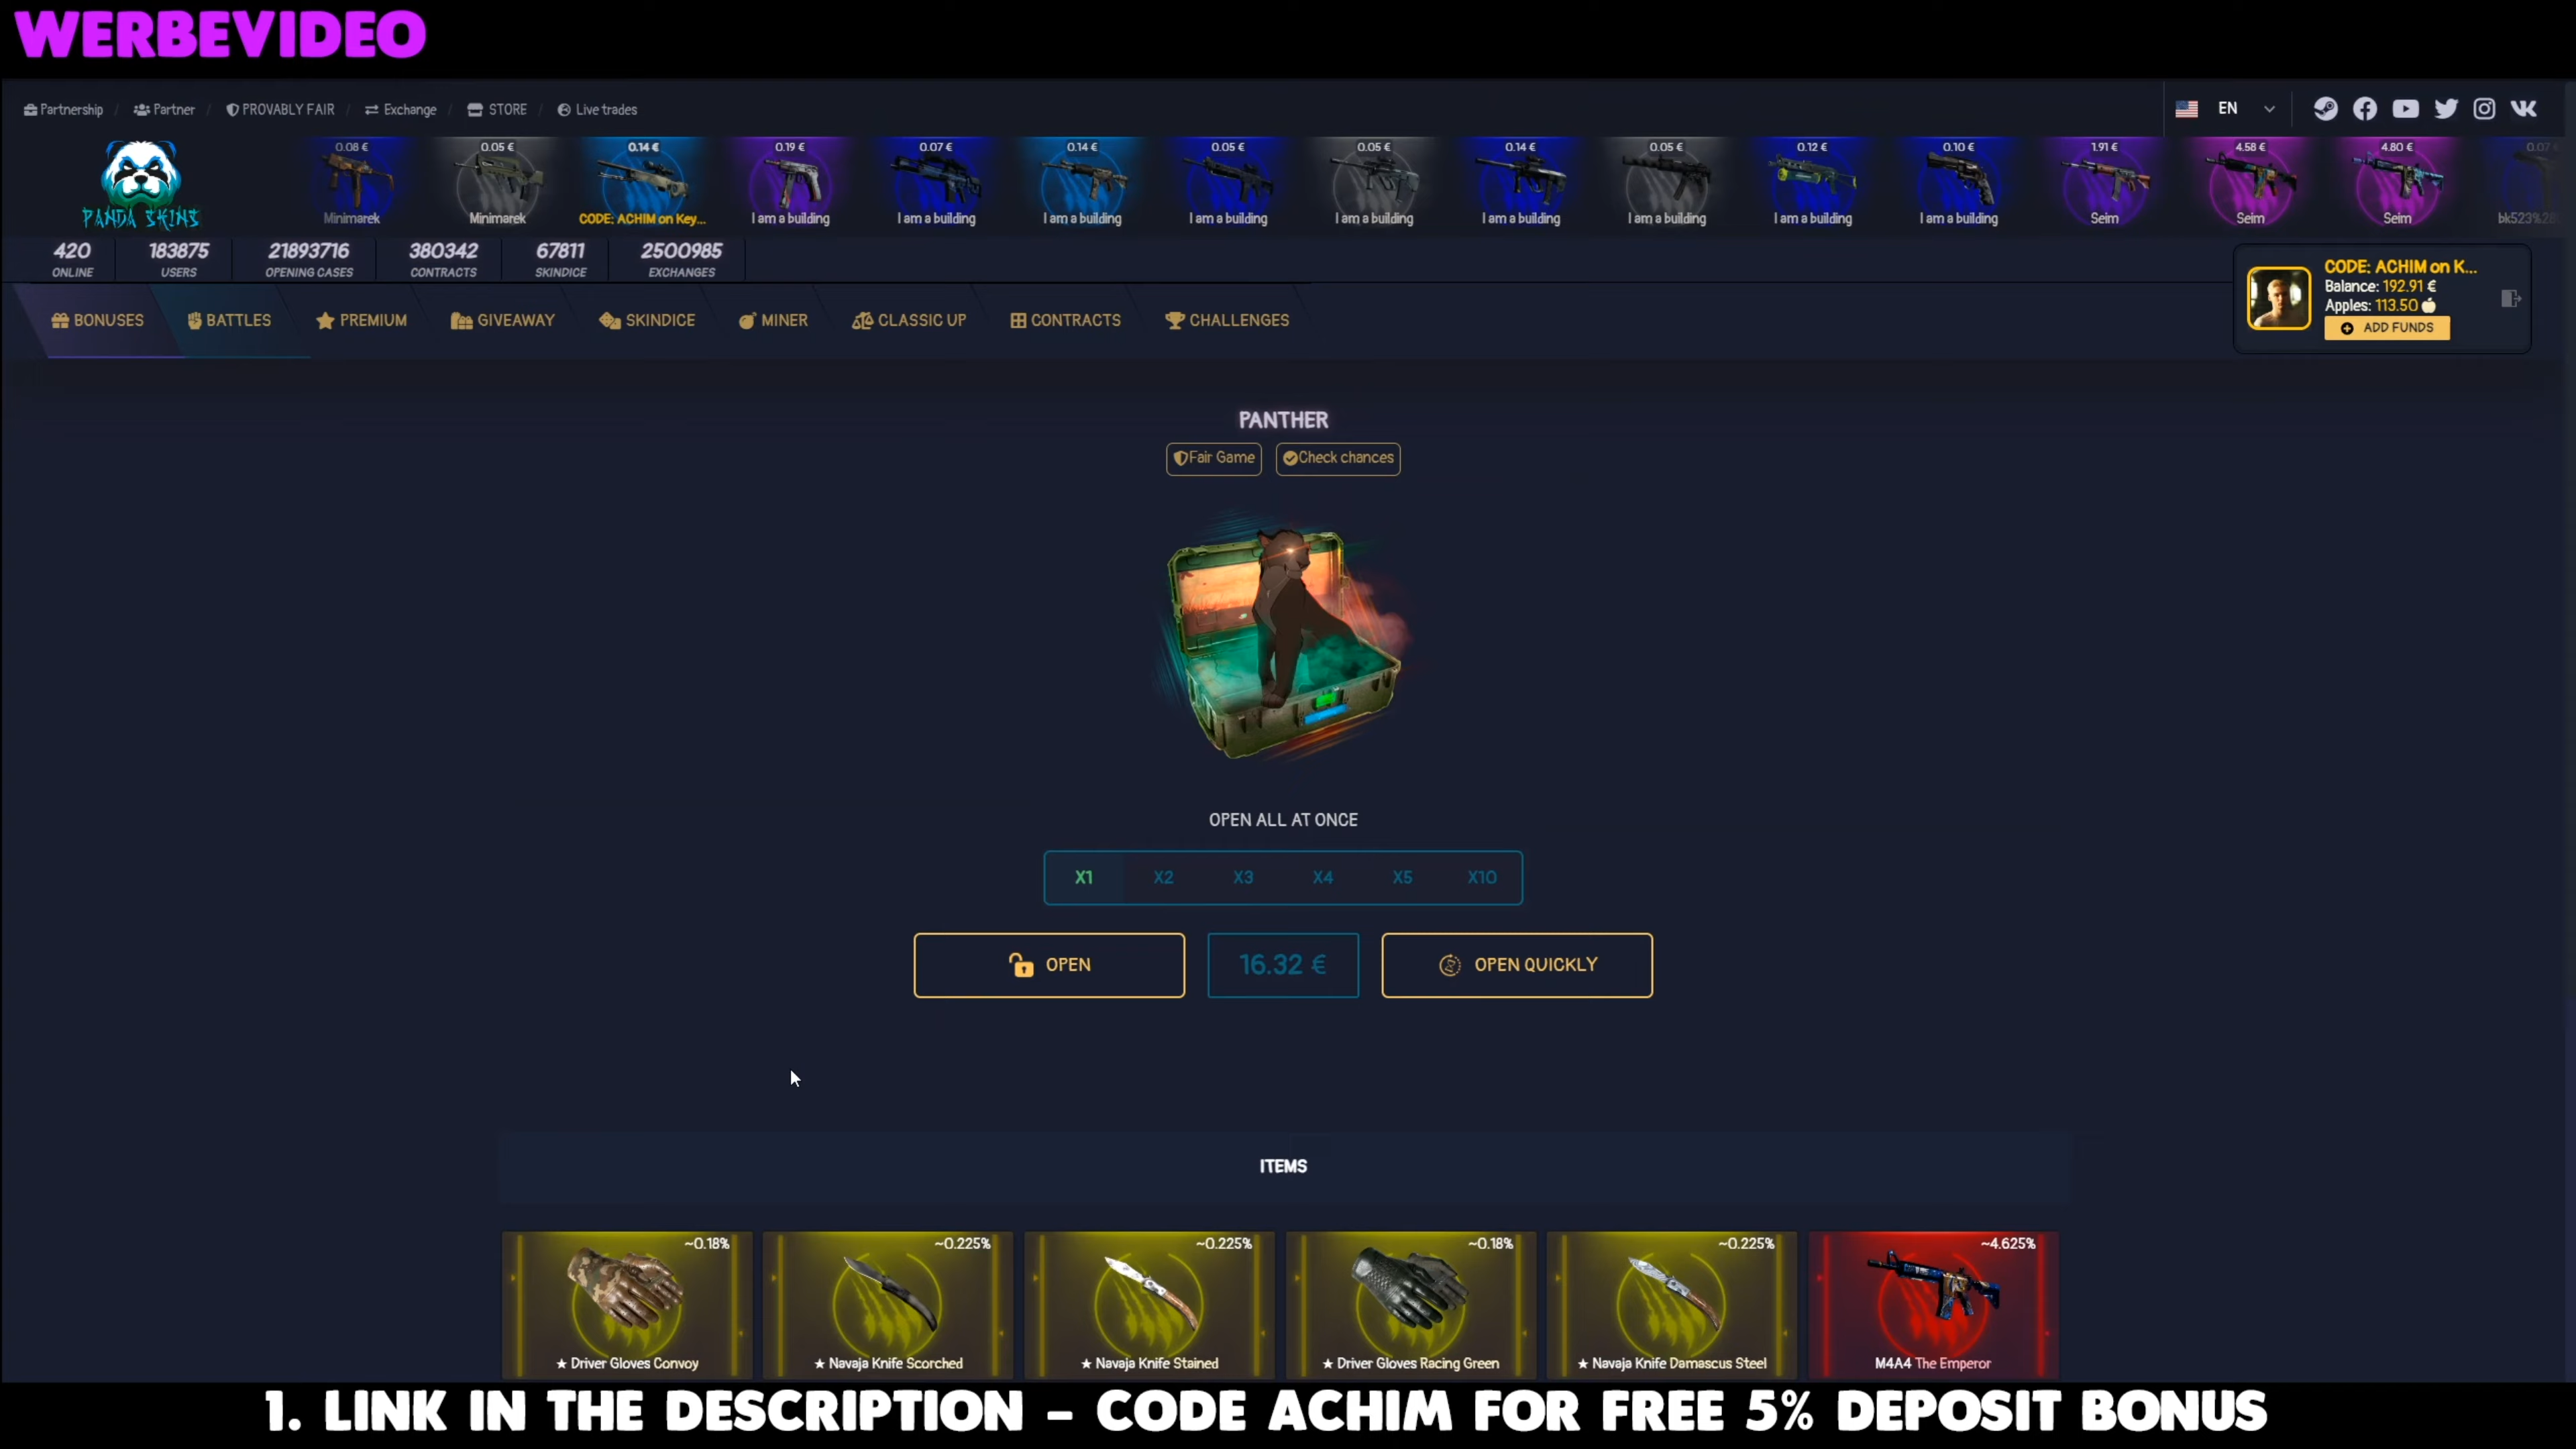 WERBEVIDEO
Partnership / Partner / PROVABLY FAIR / Exchange / STORE / Live trades
EN
PANDA SKINS
0.08 € 0.05 € 0.14 € 0.19 € 0.07 € 0.14 € 0.05 € 0.05 € 0.14 € 0.05 € 0.12 € 0.10 € 1.91 € 4.58 € 4.80 € 0.07
Minimarek Minimarek CODE: ACHIM on Key... I am a building I am a building I am a building I am a building I am a building I am a building I am a building I am a building I am a building Seim Seim Seim
420 183875 21893716 380342 67811 2500985
ONLINE USERS OPENING CASES CONTRACTS SKINDICE EXCHANGES
CODE: ACHIM on K...
Balance: 192.91 €
Apples: 113.50
ADD FUNDS
BONUSES BATTLES PREMIUM GIVEAWAY SKINDICE MINER CLASSIC UP CONTRACTS CHALLENGES
PANTHER
Fair Game Check chances
OPEN ALL AT ONCE
X1 X2 X3 X4 X5 X10
OPEN 16.32 € OPEN QUICKLY
ITEMS
~0.18% ~0.225% ~0.225% ~0.18% ~0.225% ~4.625%
★ Driver Gloves Convoy ★ Navaja Knife Scorched ★ Navaja Knife Stained ★ Driver Gloves Racing Green ★ Navaja Knife Damascus Steel M4A4 The Emperor
1. LINK IN THE DESCRIPTION – CODE ACHIM FOR FREE 5% DEPOSIT BONUS